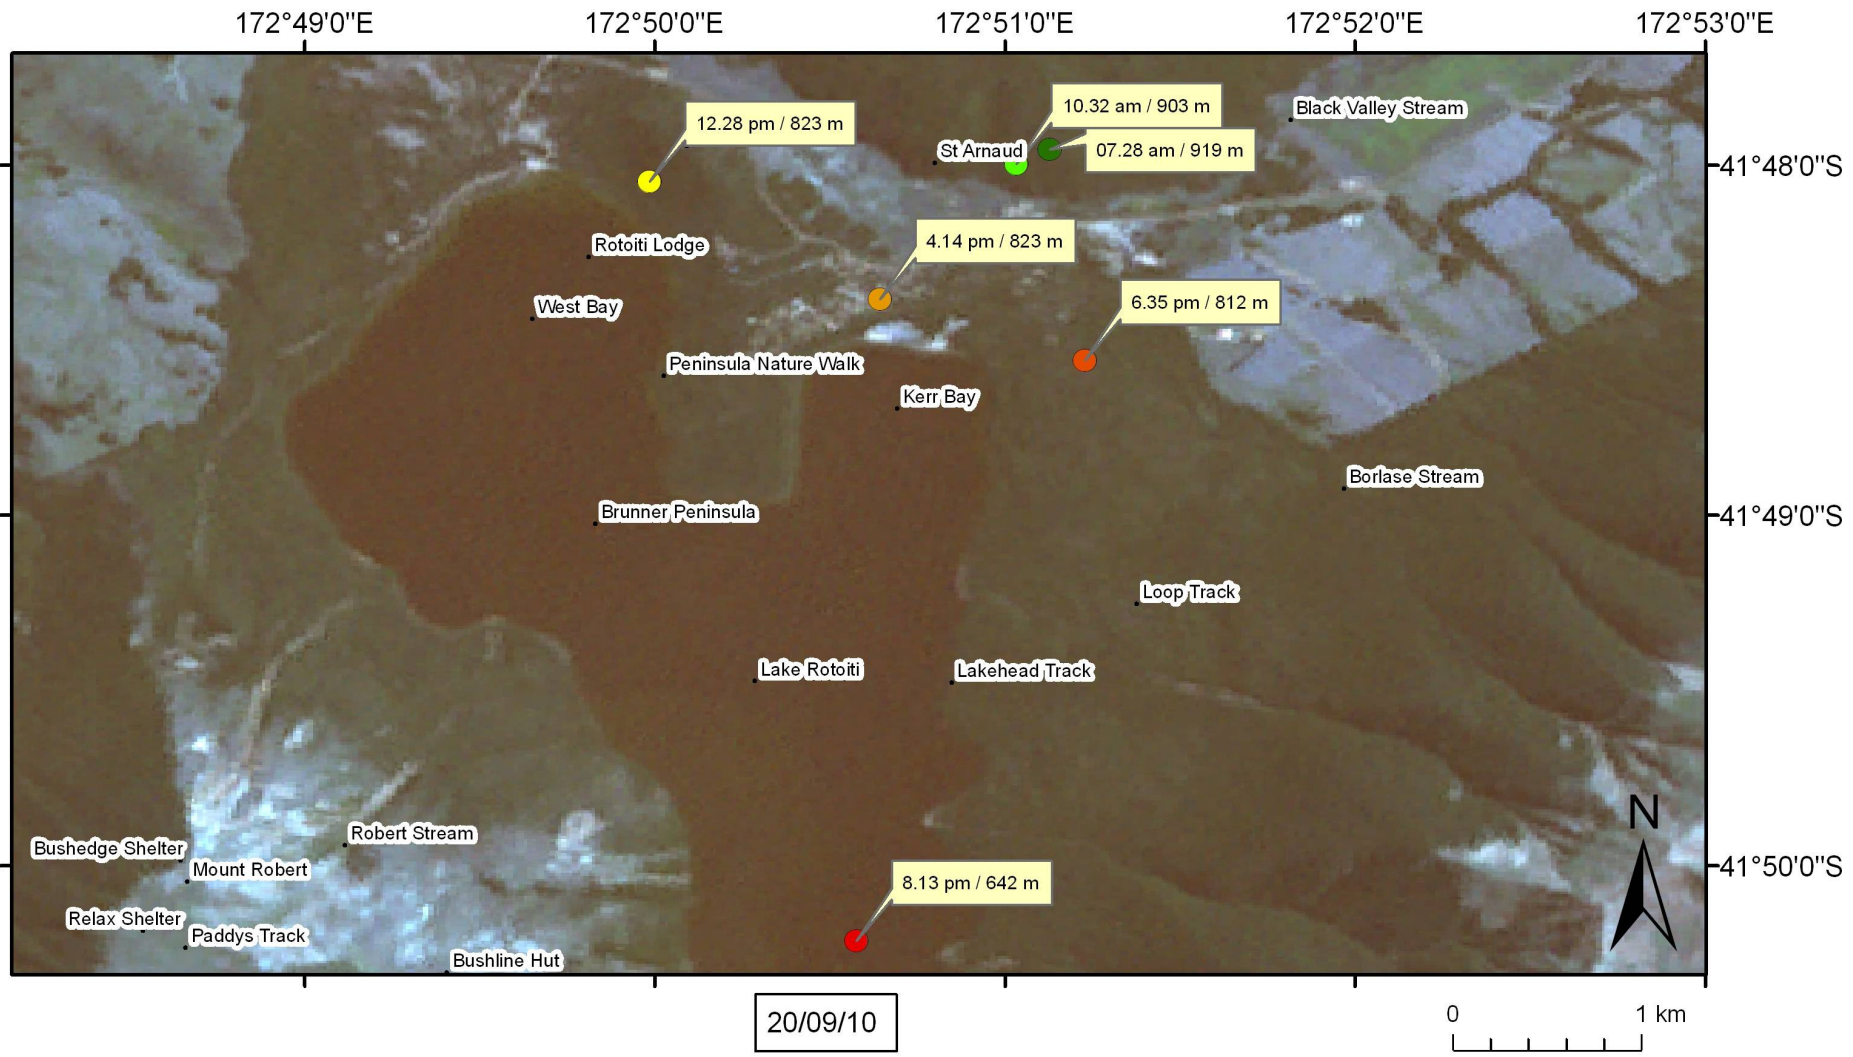 172°49'0"E
172°50'0"E
172°51'0"E
172°52'0"E
172°53'0"E
10.32 am / 903 m
Black Valley Stream
12.28 pm / 823 m
St Arnaud
07.28 am / 919 m
41°48'0"S
4.14 pm / 823 m
Rotoiti Lodge
6.35 pm / 812 m
West Bay
Peninsula Nature Walk
Kerr Bay
Borlase Stream
Brunner Peninsula
41°49'0"S
Loop Track
Lake Rotoiti
Lakehead Track
N
Robert Stream
Bushedge Shelter
Mount Robert
41°50'0"S
8.13 pm / 642 m
Relax Shelter
Paddys Track
Bushline Hut
20/09/10
0
1 km